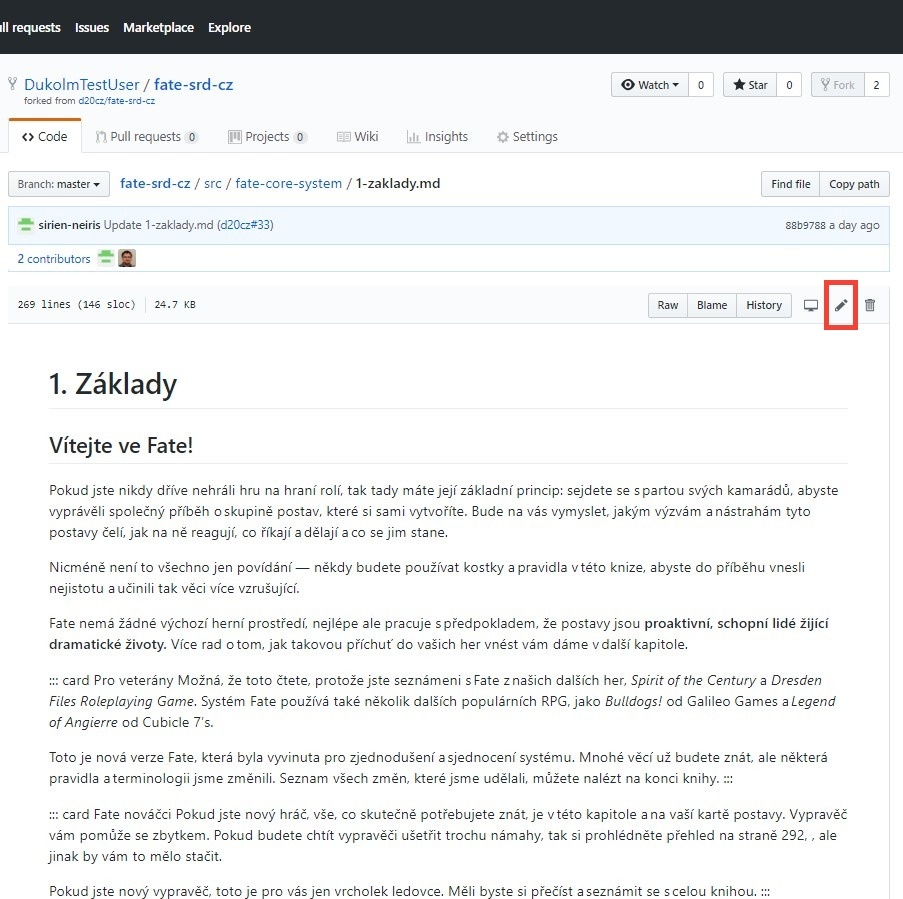 ll requests Issues Marketplace Explore
DukolmTestUser / fate-srd-cz
forked from d20cz/fate-srd-cz
Watch 0 Star 0 Fork 2
Code Pull requests 0 Projects 0 Wiki Insights Settings
Branch: master fate-srd-cz / src / fate-core-system / 1-zaklady.md Find file Copy path
sirien-neiris Update 1-zaklady.md (d20cz#33) 88b9788 a day ago
2 contributors
269 lines (146 sloc) 24.7 KB Raw Blame History
1. Základy
Vítejte ve Fate!
Pokud jste nikdy dříve nehráli hru na hraní rolí, tak tady máte její základní princip: sejdete se s partou svých kamarádů, abyste
vyprávěli společný příběh o skupině postav, které si sami vytvoříte. Bude na vás vymyslet, jakým výzvám a nástrahám tyto
postavy čelí, jak na ně reagují, co říkají a dělají a co se jim stane.
Nicméně není to všechno jen povídání — někdy budete používat kostky a pravidla v této knize, abyste do příběhu vnesli
nejistotu a učinili tak věci více vzrušující.
Fate nemá žádné výchozí herní prostředí, nejlépe ale pracuje s předpokladem, že postavy jsou proaktivní, schopní lidé žijící
dramatické životy. Více rad o tom, jak takovou příchuť do vašich her vnést vám dáme v další kapitole.
::: card Pro veterány Možná, že toto čtete, protože jste seznámeni s Fate z našich dalších her, Spirit of the Century a Dresden
Files Roleplaying Game. Systém Fate používá také několik dalších populárních RPG, jako Bulldogs! od Galileo Games a Legend
of Angierre od Cubicle 7's.
Toto je nová verze Fate, která byla vyvinuta pro zjednodušení a sjednocení systému. Mnohé věcí už budete znát, ale některá
pravidla a terminologii jsme změnili. Seznam všech změn, které jsme udělali, můžete nalézt na konci knihy. :::
::: card Fate nováčci Pokud jste nový hráč, vše, co skutečně potřebujete znát, je v této kapitole a na vaší kartě postavy. Vypravěč
vám pomůže se zbytkem. Pokud budete chtít vypravěči ušetřit trochu námahy, tak si prohlédněte přehled na straně 292, , ale
jinak by vám to mělo stačit.
Pokud jste nový vypravěč, toto je pro vás jen vrcholek ledovce. Měli byste si přečíst a seznámit se s celou knihou. :::